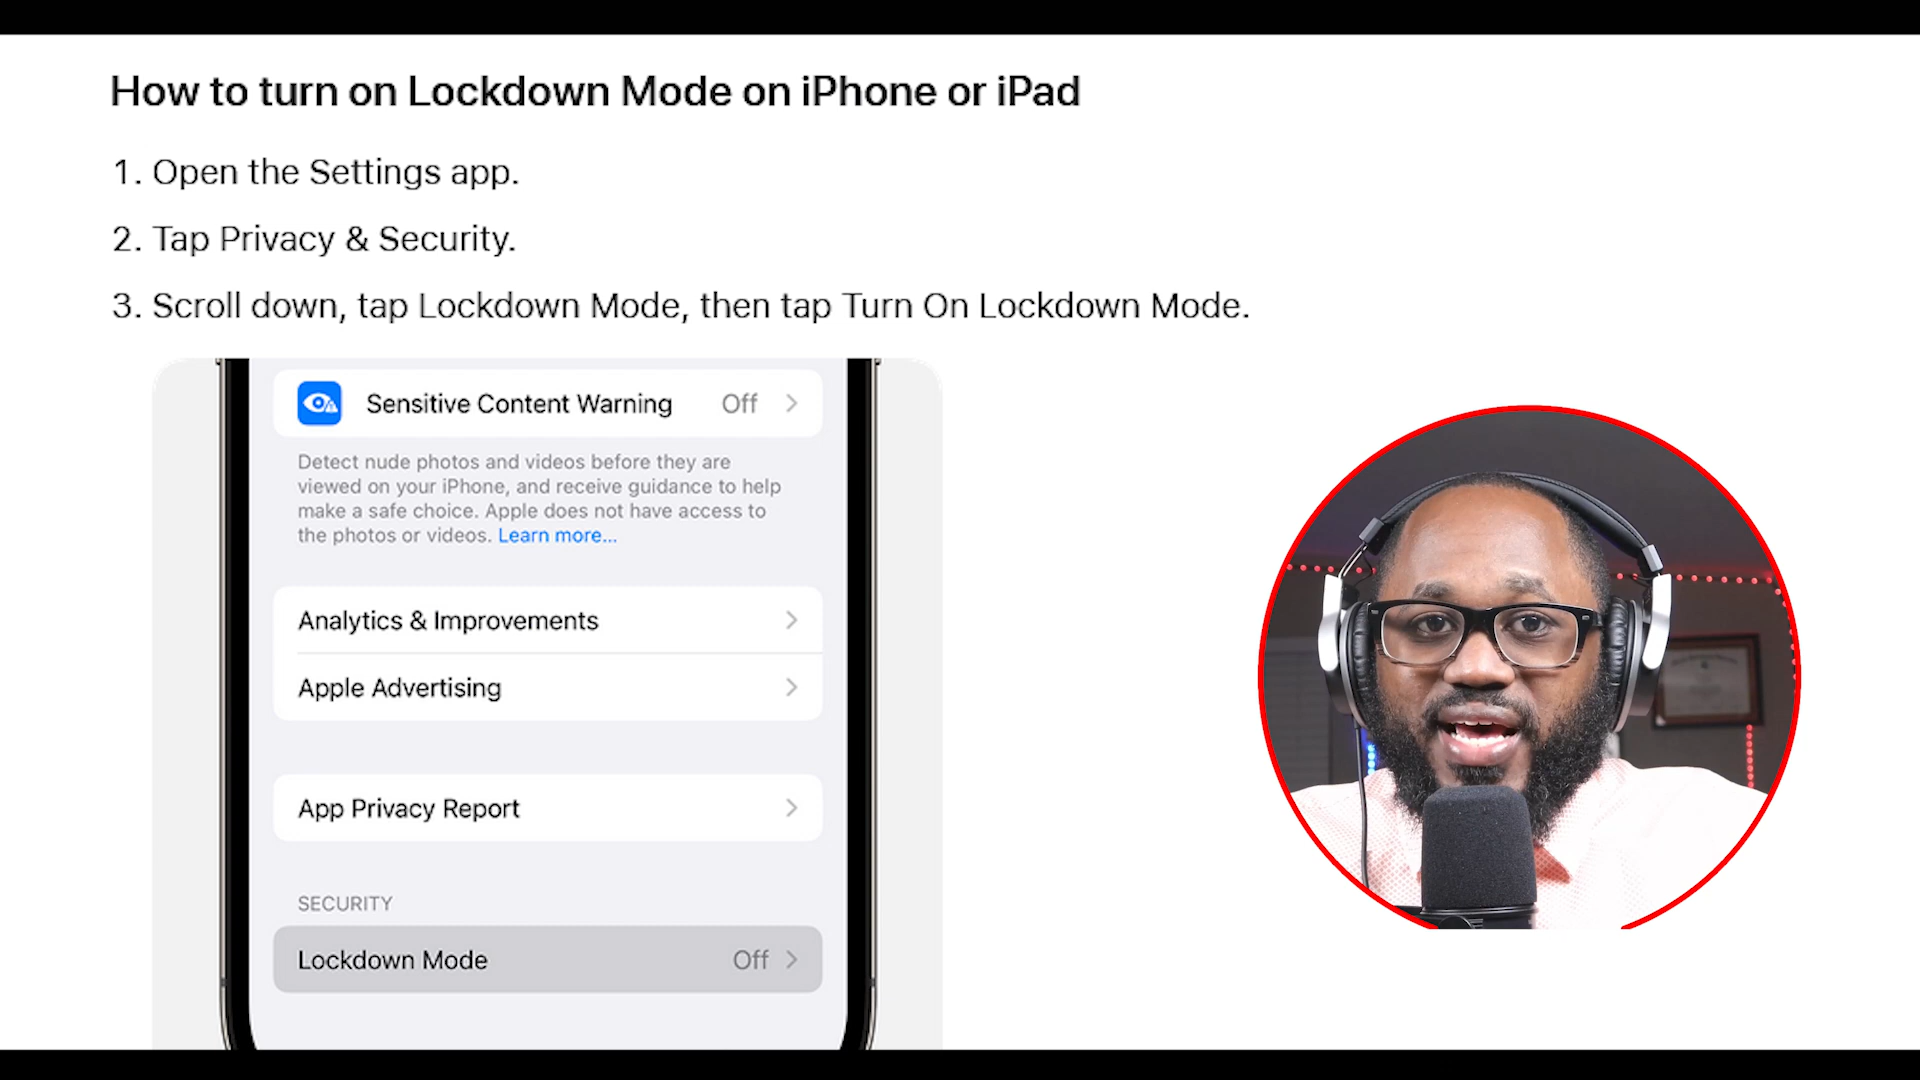 How to turn on Lockdown Mode on iPhone or iPad
1. Open the Settings app.
2. Tap Privacy & Security.
3. Scroll down, tap Lockdown Mode, then tap Turn On Lockdown Mode.
Sensitive Content Warning Off
Detect nude photos and videos before they are
viewed on your iPhone, and receive guidance to help
make a safe choice. Apple does not have access to
the photos or videos. Learn more...
Analytics & Improvements
Apple Advertising
App Privacy Report
SECURITY
Lockdown Mode Off